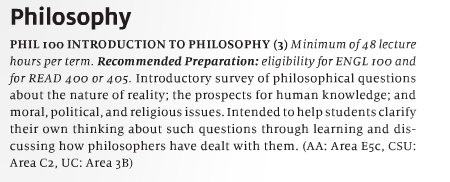 Philosophy
PHIL 100 INTRODUCTION TO PHILOSOPHY (3) Minimum of 48 lecture
hours per term. Recommended Preparation: eligibility for ENGL 100 and
for READ 400 or 405. Introductory survey of philosophical questions
about the nature of reality; the prospects for human knowledge; and
moral, political, and religious issues. Intended to help students clarify
their own thinking about such questions through learning and dis-
cussing how philosophers have dealt with them. (AA: Area E5c, CSU:
Area C2, UC: Area 3B)